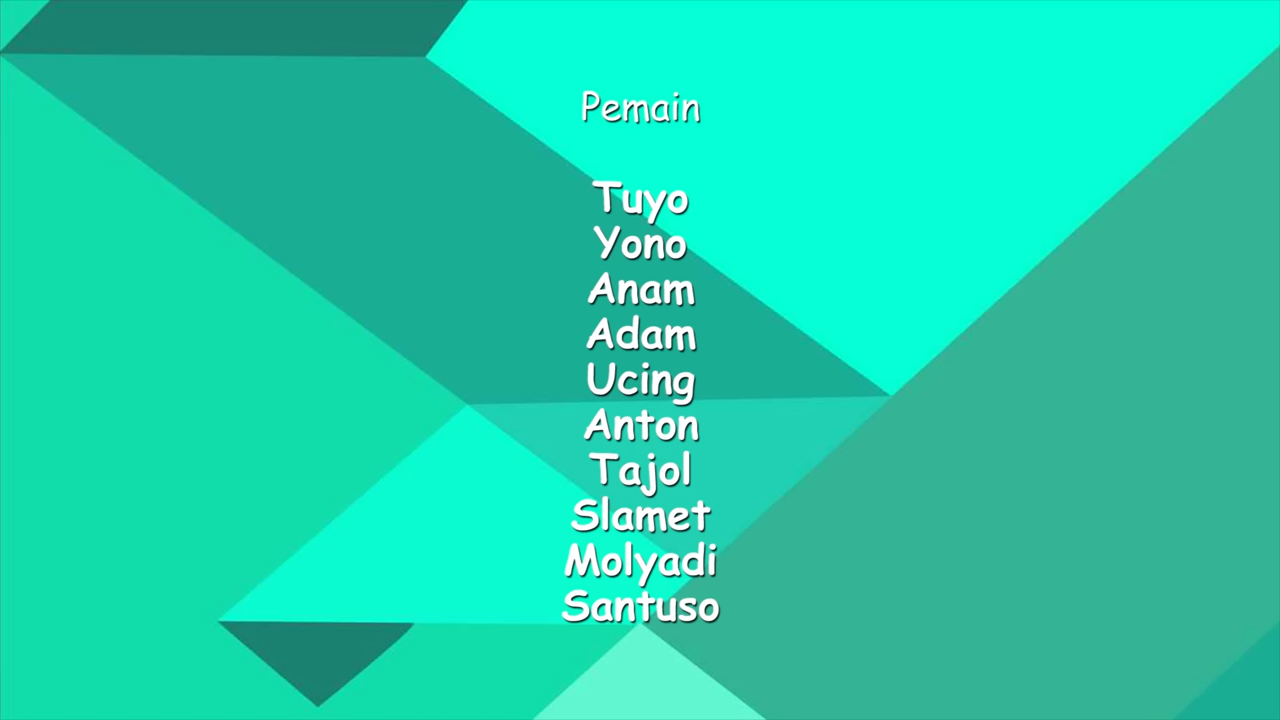 Pemain
Tuyo
Yono
Anam
Adam
Ucing
Anton
Tajol
Slamet
Molyadi
Santuso